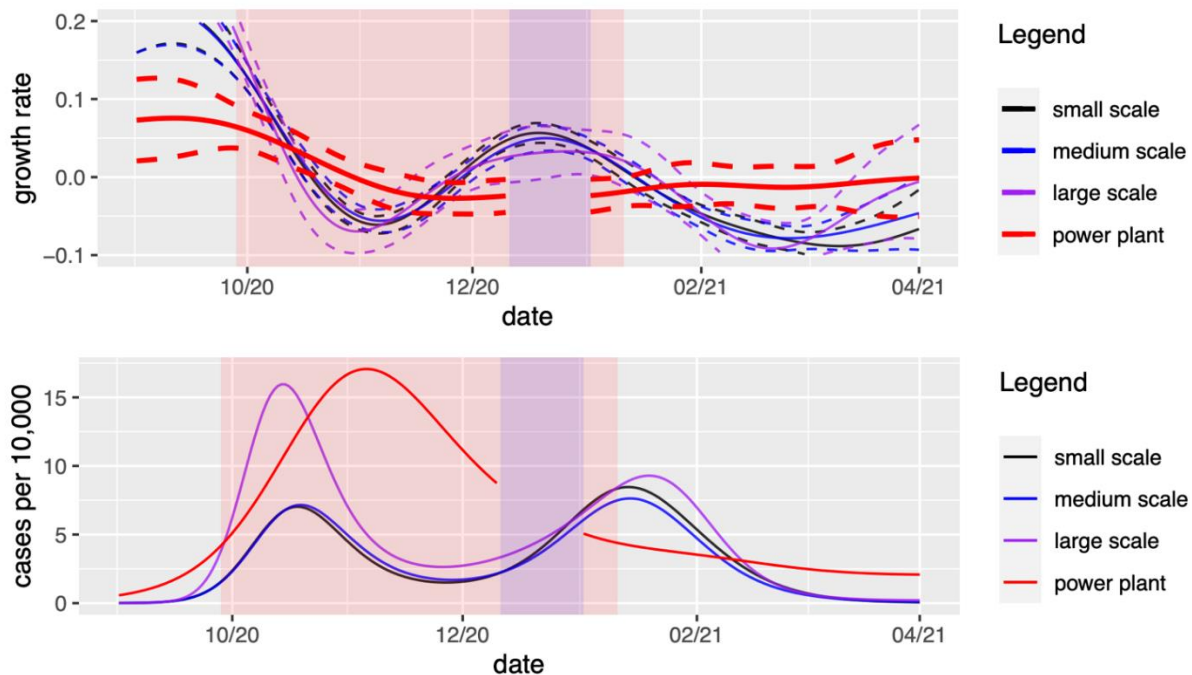 0.2
0.1
0.0
−0.1
growth rate
10/20
12/20
02/21
04/21
date
Legend
small scale
medium scale
large scale
power plant
15
10
5
0
cases per 10,000
10/20
12/20
02/21
04/21
date
Legend
small scale
medium scale
large scale
power plant